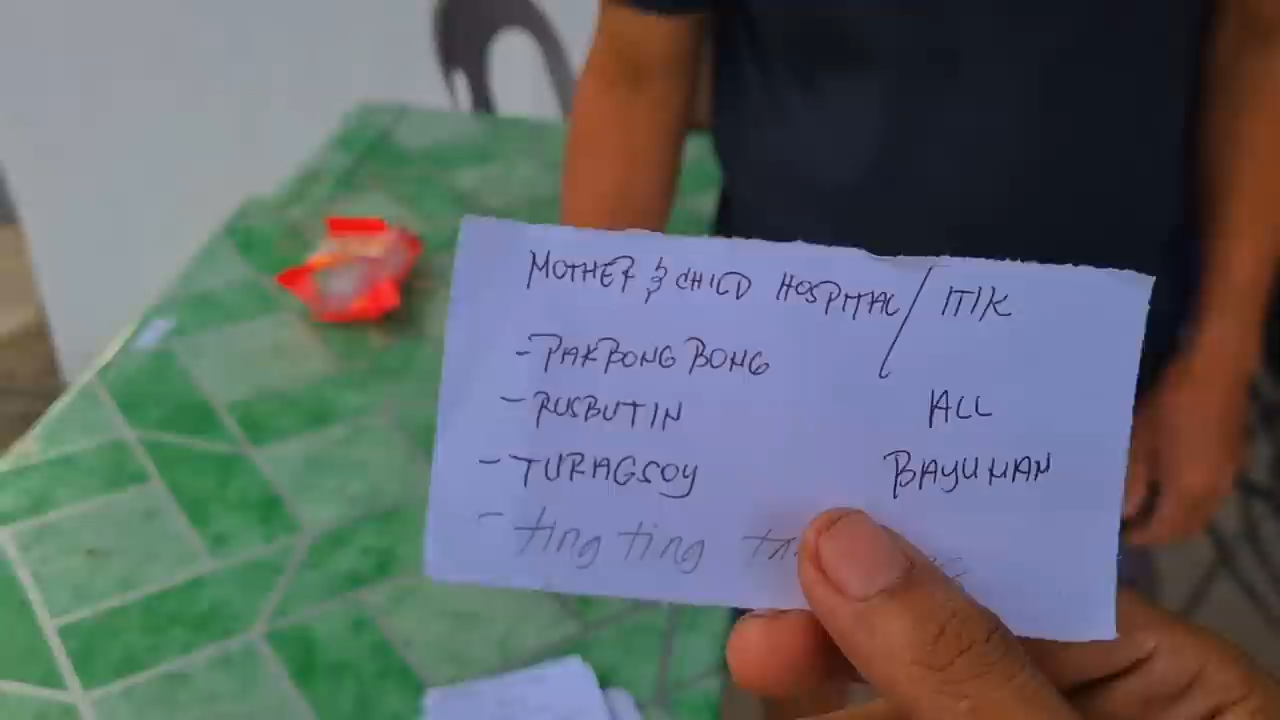 MOTHER & CHILD HOSPITAL / ITIK
- PAKBONG BONG
- RUSBUTIN ALL
- TURAGSOY BAYUMAN
- ting ting